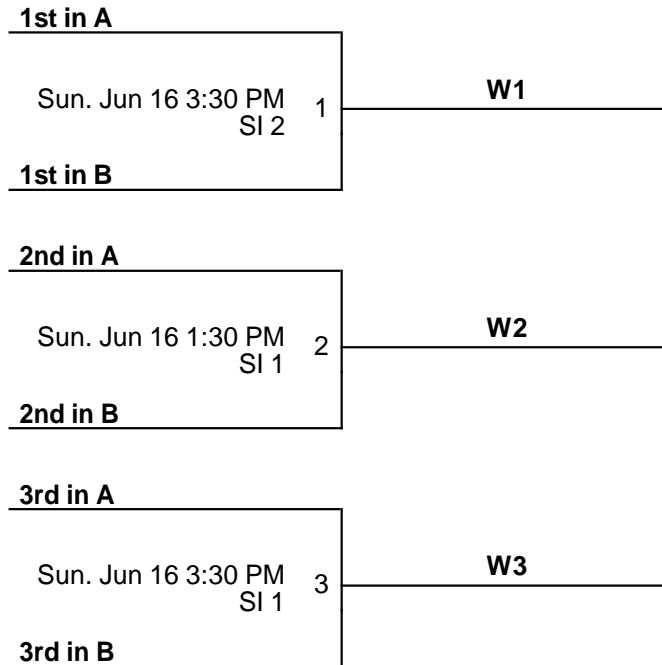 1st in A
Sun. Jun 16 3:30 PM
SI 2
1
W1
1st in B
2nd in A
Sun. Jun 16 1:30 PM
SI 1
2
W2
2nd in B
3rd in A
Sun. Jun 16 3:30 PM
SI 1
3
W3
3rd in B